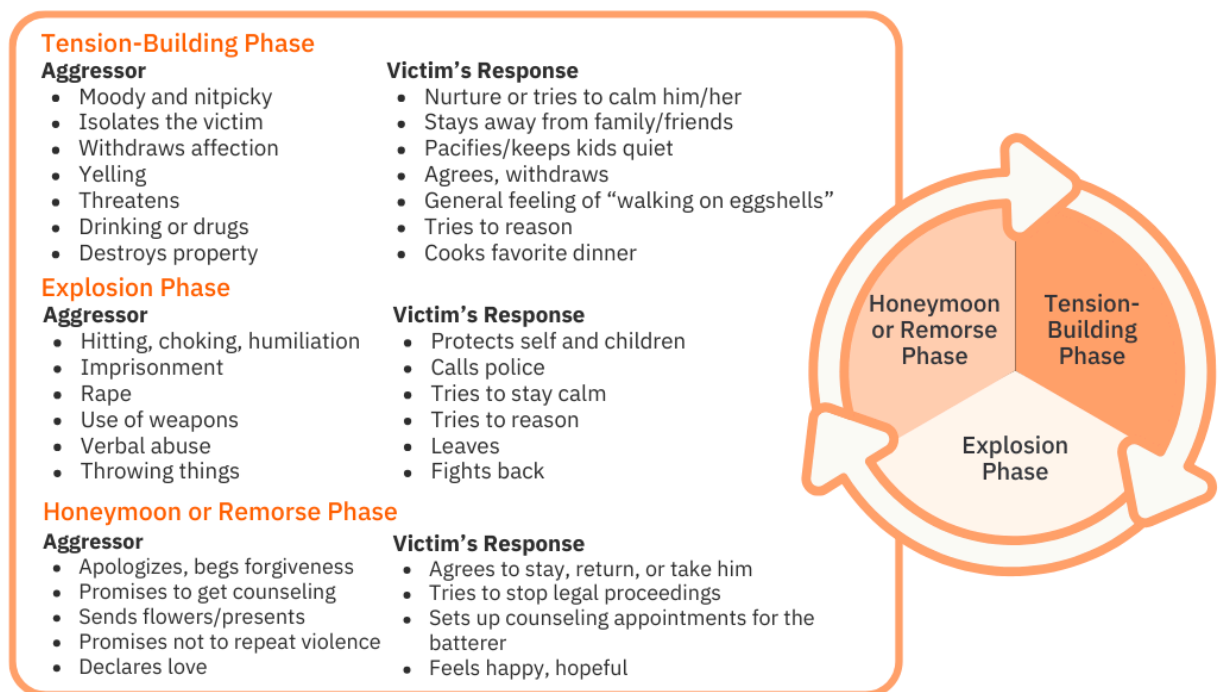 Tension-Building Phase
Aggressor
• Moody and nitpicky
• Isolates the victim
• Withdraws affection
• Yelling
• Threatens
• Drinking or drugs
• Destroys property
Victim’s Response
• Nurture or tries to calm him/her
• Stays away from family/friends
• Pacifies/keeps kids quiet
• Agrees, withdraws
• General feeling of “walking on eggshells”
• Tries to reason
• Cooks favorite dinner
Explosion Phase
Aggressor
• Hitting, choking, humiliation
• Imprisonment
• Rape
• Use of weapons
• Verbal abuse
• Throwing things
Victim’s Response
• Protects self and children
• Calls police
• Tries to stay calm
• Tries to reason
• Leaves
• Fights back
Honeymoon or Remorse Phase
Aggressor
• Apologizes, begs forgiveness
• Promises to get counseling
• Sends flowers/presents
• Promises not to repeat violence
• Declares love
Victim’s Response
• Agrees to stay, return, or take him
• Tries to stop legal proceedings
• Sets up counseling appointments for the
batterer
• Feels happy, hopeful
Honeymoon
or Remorse
Phase
Tension-
Building
Phase
Explosion
Phase